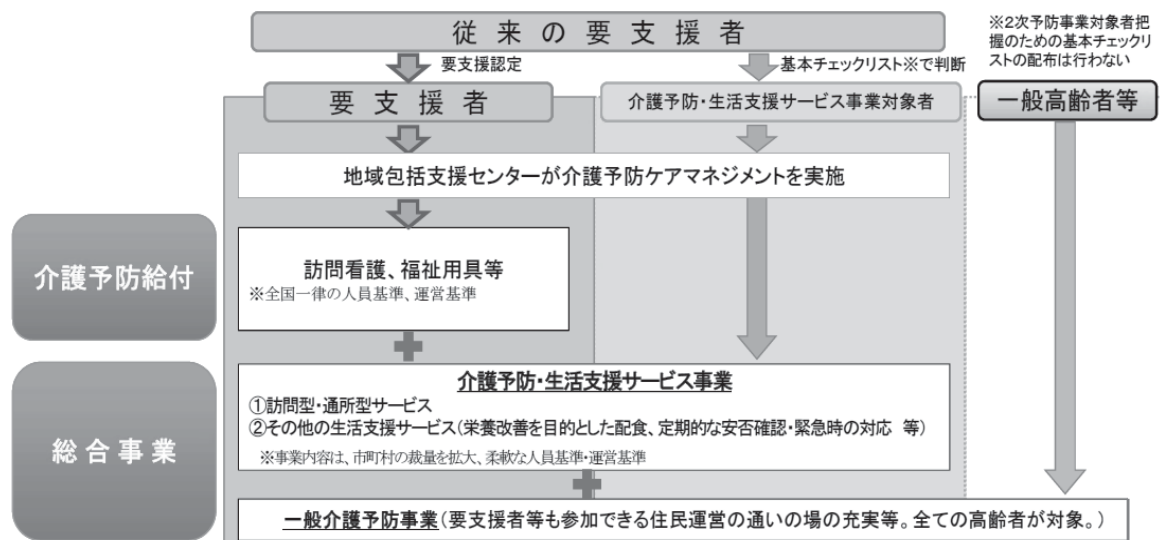 従来の要支援者
※2次予防事業対象者把
握のための基本チェックリ
ストの配布は行わない
要支援認定
基本チェックリスト※で判断
要支援者
介護予防・生活支援サービス事業対象者
一般高齢者等
地域包括支援センターが介護予防ケアマネジメントを実施
介護予防給付
訪問看護、福祉用具等
※全国一律の人員基準、運営基準
総合事業
介護予防・生活支援サービス事業
①訪問型・通所型サービス
②その他の生活支援サービス(栄養改善を目的とした配食、定期的な安否確認・緊急時の対応 等)
※事業内容は、市町村の裁量を拡大、柔軟な人員基準・運営基準
一般介護予防事業(要支援者等も参加できる住民運営の通いの場の充実等。全ての高齢者が対象。)